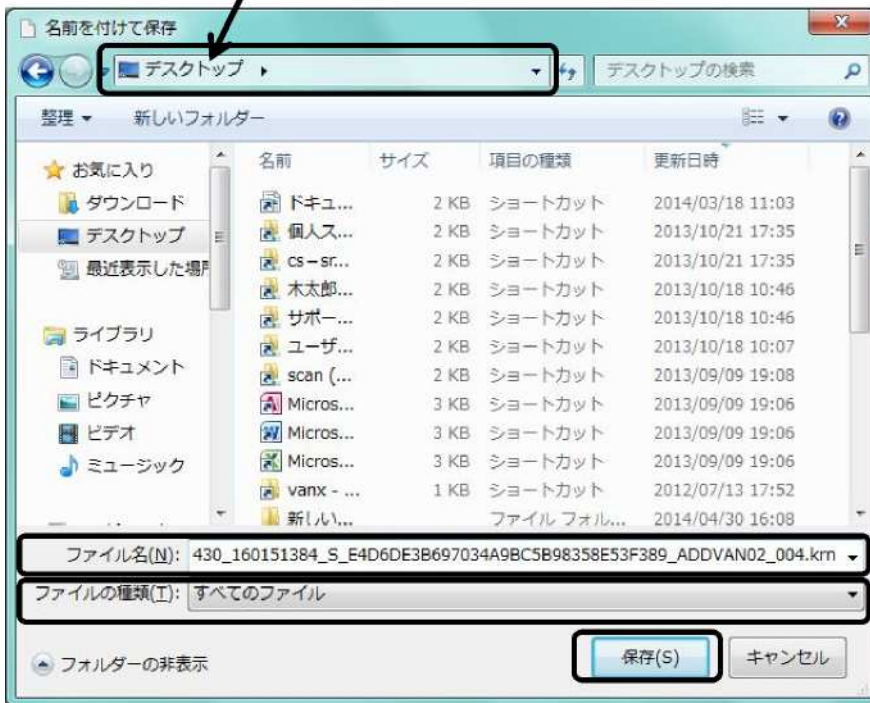 名前を付けて保存
デスクトップ
デスクトップの検索
整理
新しいフォルダー
お気に入り
ダウンロード
デスクトップ
最近表示した場
ライブラリ
ドキュメント
ピクチャ
ビデオ
ミュージック
名前 サイズ 項目の種類 更新日時
ドキュ... 2 KB ショートカット 2014/03/18 11:03
個人ス... 2 KB ショートカット 2013/10/21 17:35
cs-sr... 2 KB ショートカット 2013/10/21 17:35
木太郎... 2 KB ショートカット 2013/10/18 10:46
サポー... 2 KB ショートカット 2013/10/18 10:46
ユーザ... 2 KB ショートカット 2013/10/18 10:07
scan (... 2 KB ショートカット 2013/09/09 19:08
Micros... 3 KB ショートカット 2013/09/09 19:06
Micros... 3 KB ショートカット 2013/09/09 19:06
Micros... 3 KB ショートカット 2013/09/09 19:06
vanx - ... 1 KB ショートカット 2012/07/13 17:52
新しい... ファイル フォル... 2014/04/30 16:08
ファイル名(N): 430_160151384_S_E4D6DE3B697034A9BC5B98358E53F389_ADDVAN02_004.krn
ファイルの種類(T): すべてのファイル
フォルダーの非表示
保存(S)
キャンセル